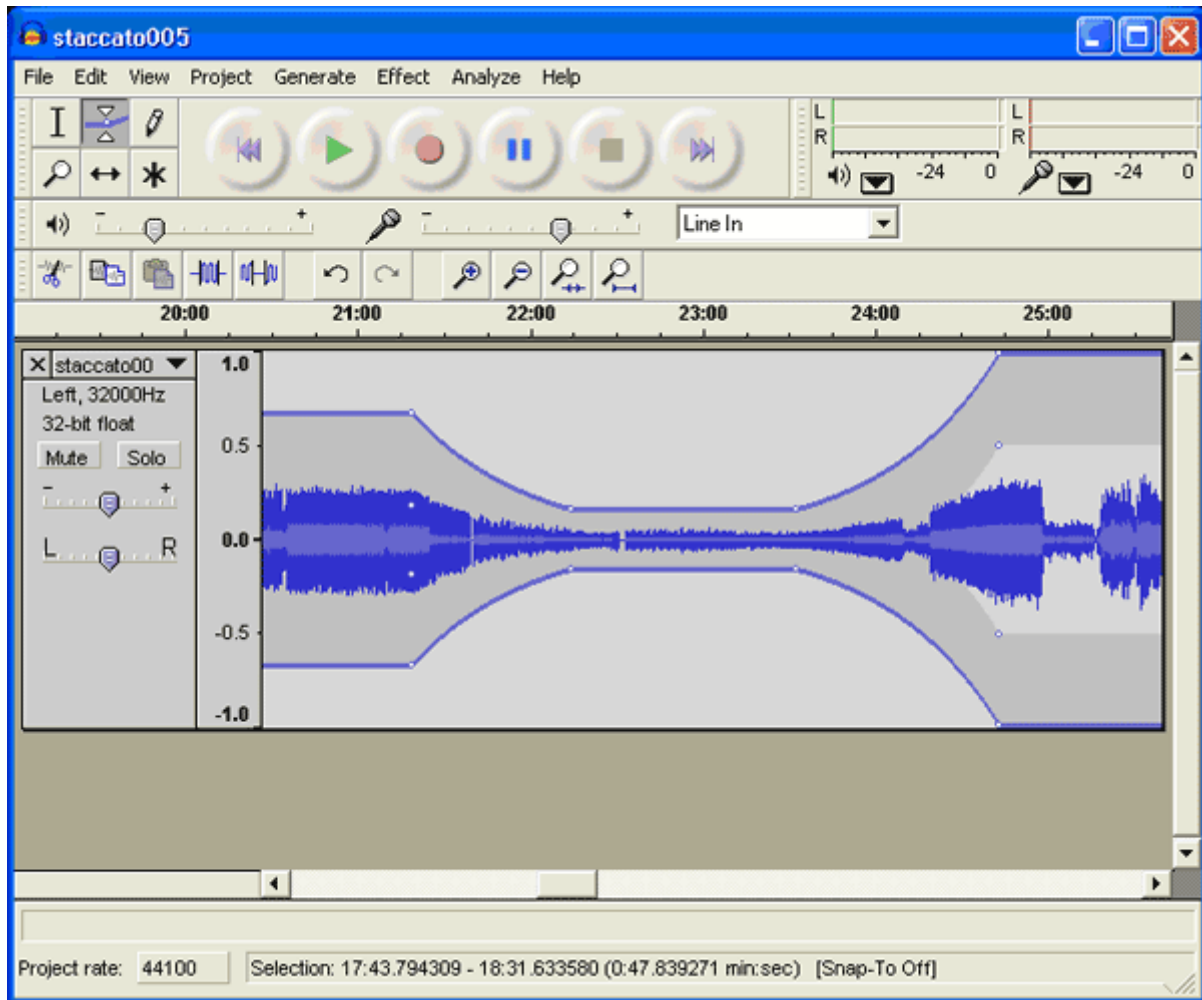 staccato005
File Edit View Project Generate Effect Analyze Help
L
R
-24 0
L
R
-24 0
- +
- +
Line In
20:00 21:00 22:00 23:00 24:00 25:00
X staccato00
Left, 32000Hz
32-bit float
Mute Solo
- +
L R
1.0
0.5
0.0
-0.5
-1.0
Project rate: 44100 Selection: 17:43.794309 - 18:31.633580 (0:47.839271 min:sec) [Snap-To Off]